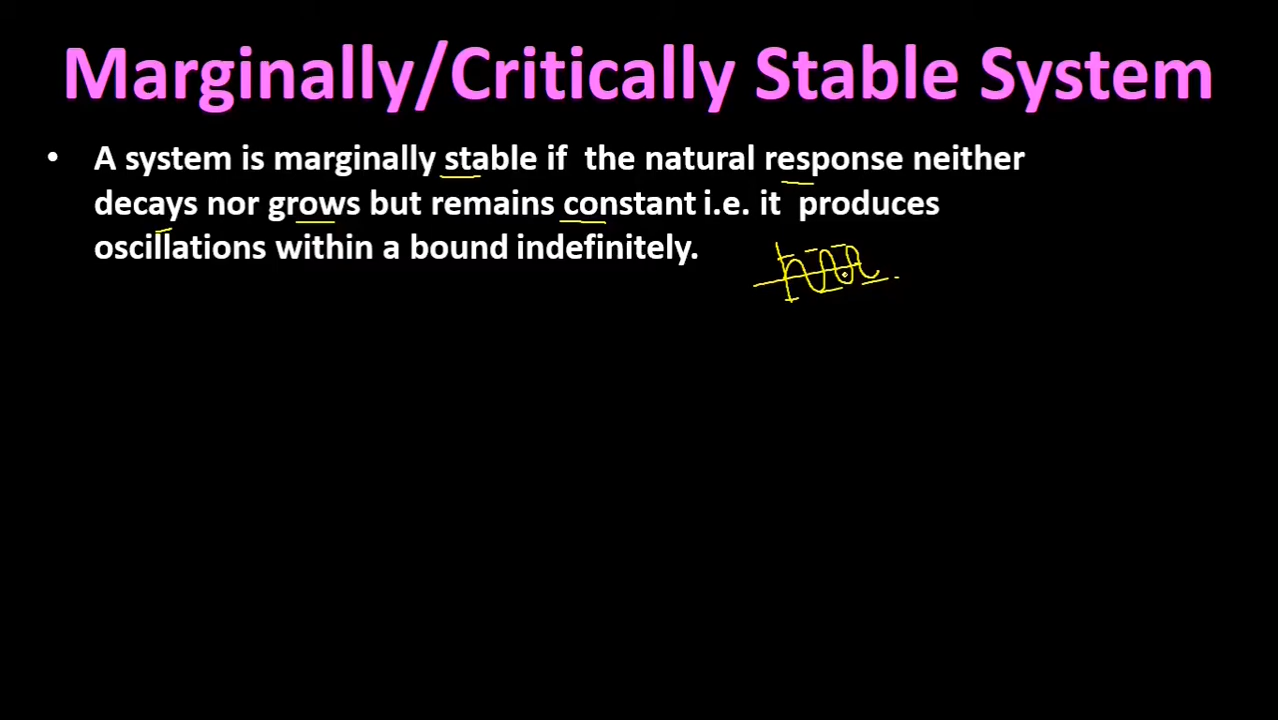 Marginally/Critically Stable System
• A system is marginally stable if the natural response neither
decays nor grows but remains constant i.e. it produces
oscillations within a bound indefinitely.